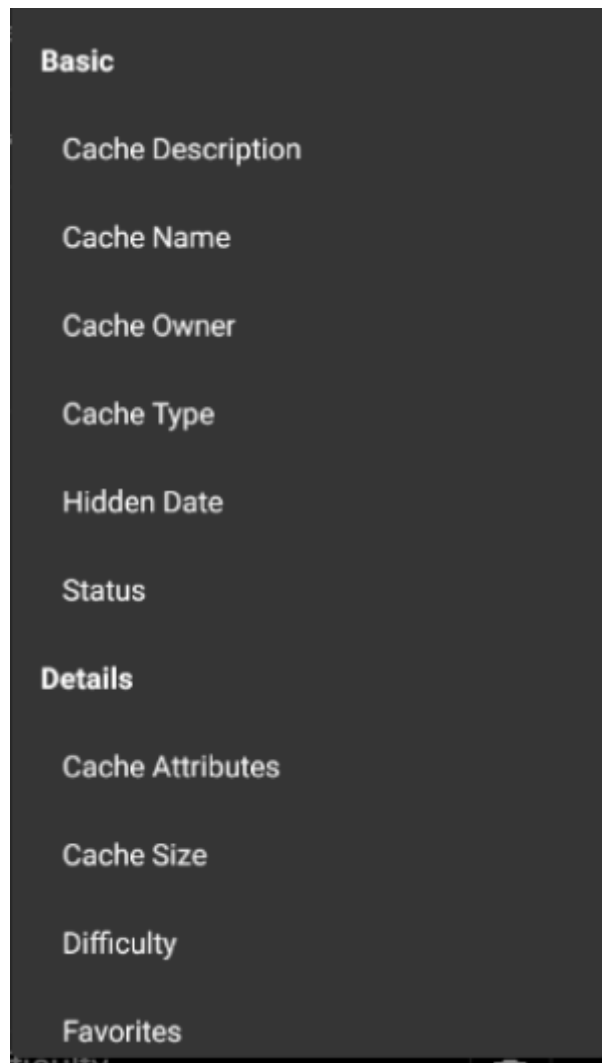 Basic
Cache Description
Cache Name
Cache Owner
Cache Type
Hidden Date
Status
Details
Cache Attributes
Cache Size
Difficulty
Favorites